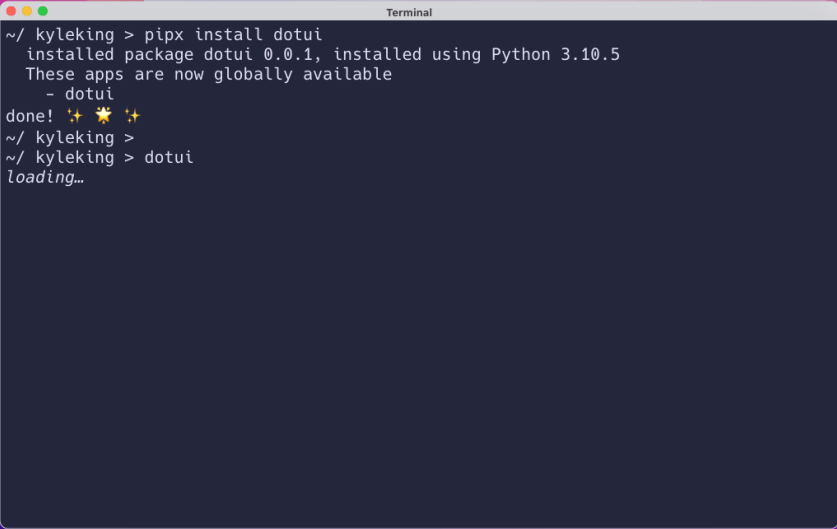 Terminal
~/ kyleking > pipx install dotui
  installed package dotui 0.0.1, installed using Python 3.10.5
  These apps are now globally available
    - dotui
done! ✨ 🌟 ✨
~/ kyleking >
~/ kyleking > dotui
loading…